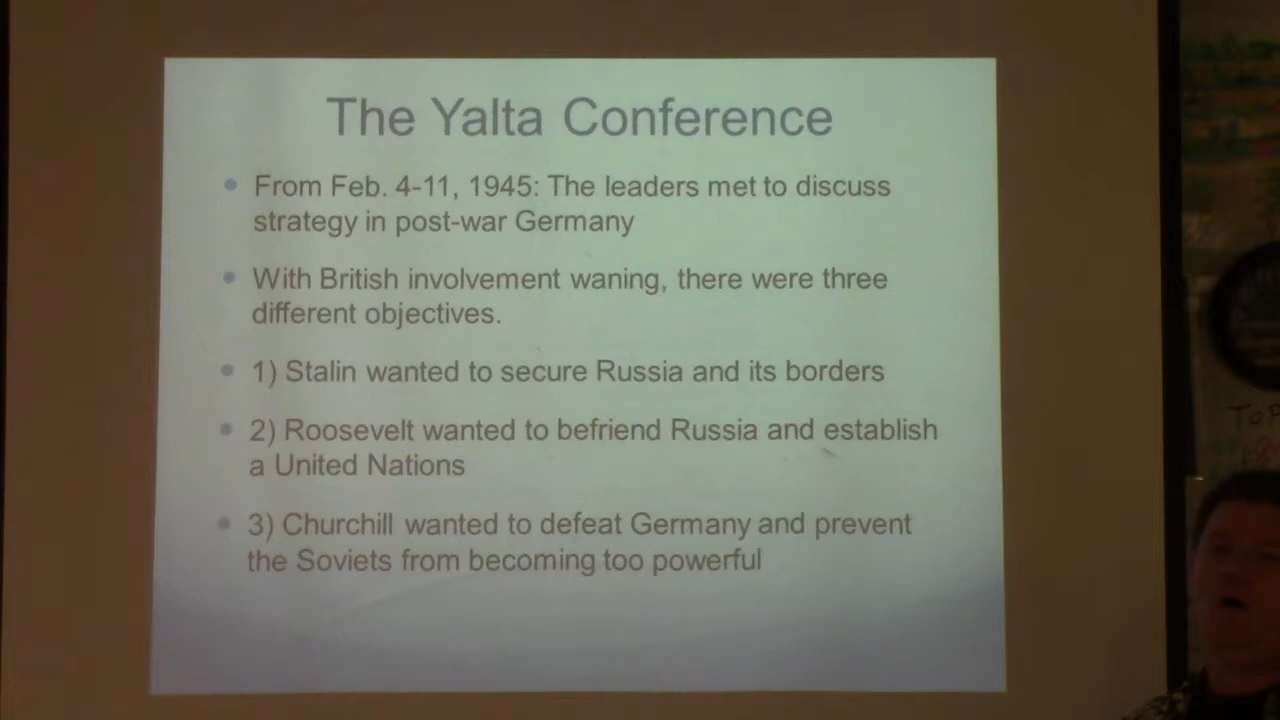 The Yalta Conference
• From Feb. 4-11, 1945: The leaders met to discuss
strategy in post-war Germany
• With British involvement waning, there were three
different objectives.
• 1) Stalin wanted to secure Russia and its borders
• 2) Roosevelt wanted to befriend Russia and establish
a United Nations
• 3) Churchill wanted to defeat Germany and prevent
the Soviets from becoming too powerful